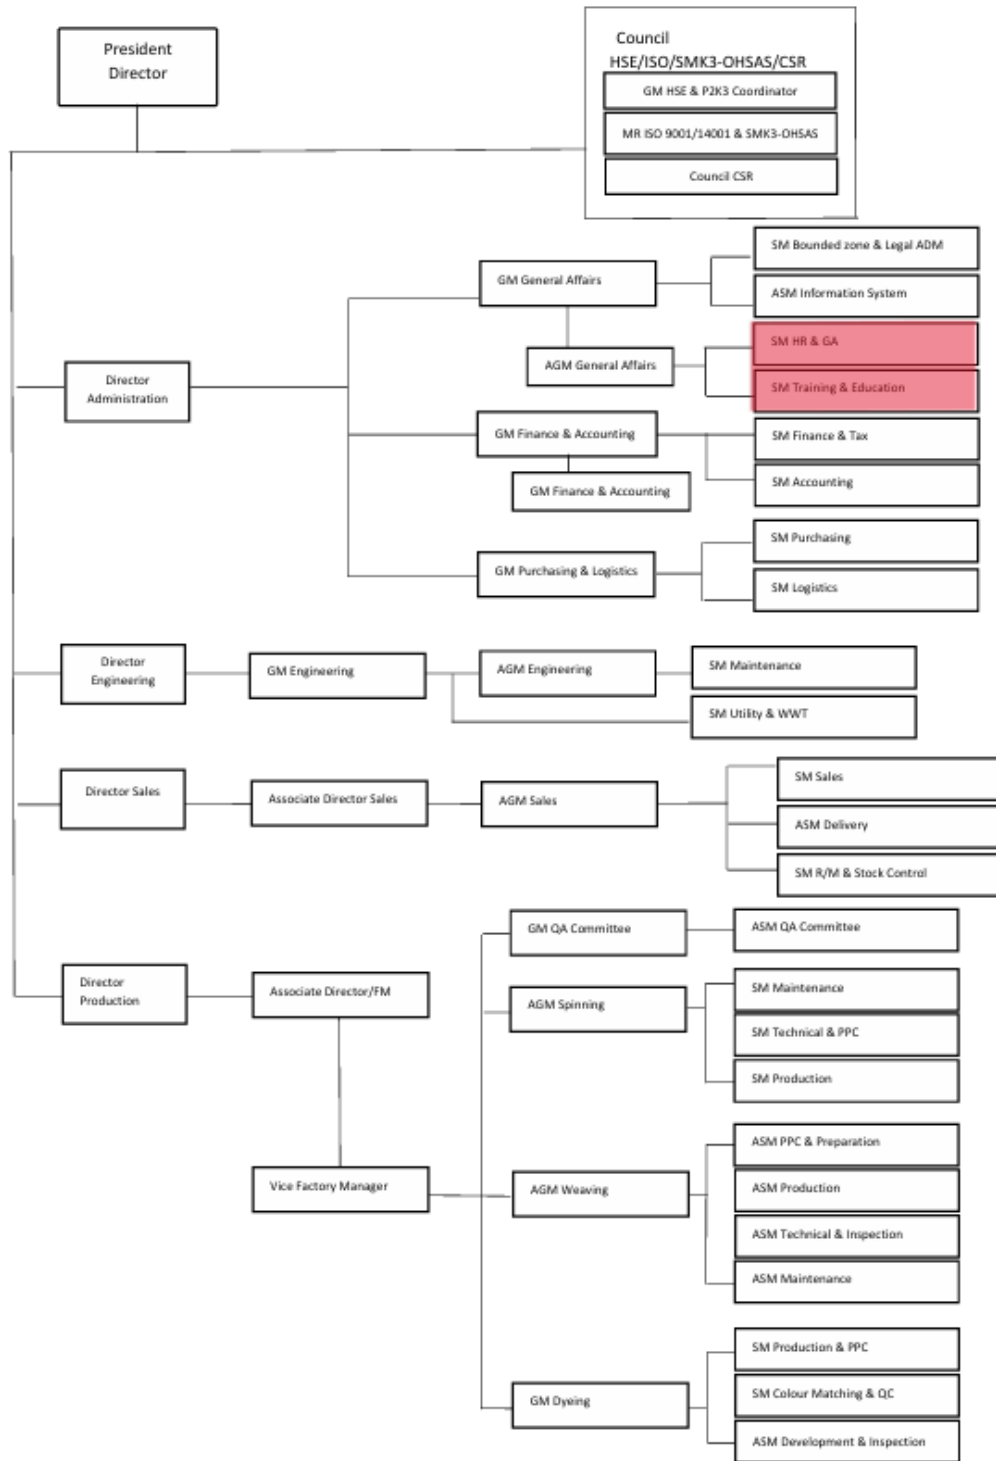 President
Director
Council
HSE/ISO/SMK3-OHSAS/CSR
GM HSE & P2K3 Coordinator
MR ISO 9001/14001 & SMK3-OHSAS
Council CSR
SM Bounded zone & Legal ADM
GM General Affairs
ASM Information System
SM HR & GA
AGM General Affairs
Director
Administration
SM Training & Education
GM Finance & Accounting
SM Finance & Tax
SM Accounting
GM Finance & Accounting
SM Purchasing
GM Purchasing & Logistics
SM Logistics
Director
Engineering
GM Engineering
AGM Engineering
SM Maintenance
SM Utility & WWT
SM Sales
Director Sales
Associate Director Sales
AGM Sales
ASM Delivery
SM R/M & Stock Control
GM QA Committee
ASM QA Committee
Director
Production
Associate Director/FM
AGM Spinning
SM Maintenance
SM Technical & PPC
SM Production
ASM PPC & Preparation
Vice Factory Manager
AGM Weaving
ASM Production
ASM Technical & Inspection
ASM Maintenance
SM Production & PPC
GM Dyeing
SM Colour Matching & QC
ASM Development & Inspection